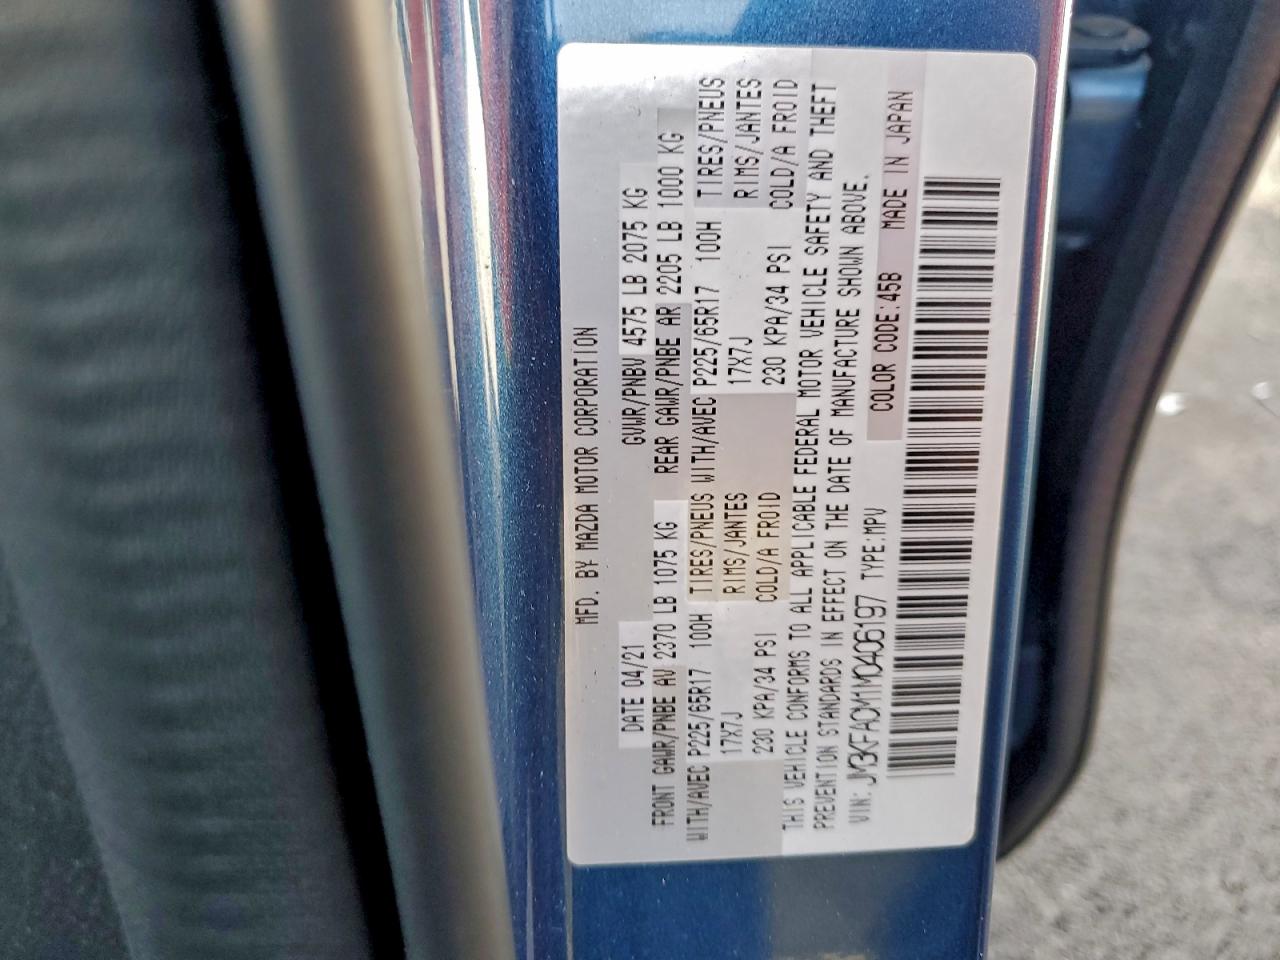 MFD. BY MAZDA MOTOR CORPORATION
DATE 04/21 GVWR/PNBV 4575 LB 2075 KG
FRONT GAWR/PNBE AV 2370 LB 1075 KG REAR GAWR/PNBE AR 2205 LB 1000 KG
WITH/AVEC P225/65R17 100H TIRES/PNEUS WITH/AVEC P225/65R17 100H TIRES/PNEUS
17X7J RIMS/JANTES 17X7J RIMS/JANTES
230 KPA/34 PSI COLD/A FROID 230 KPA/34 PSI COLD/A FROID
THIS VEHICLE CONFORMS TO ALL APPLICABLE FEDERAL MOTOR VEHICLE SAFETY AND THEFT
PREVENTION STANDARDS IN EFFECT ON THE DATE OF MANUFACTURE SHOWN ABOVE.
VIN: JM3KFACM1M0406197 TYPE:MPV COLOR CODE:45B MADE IN JAPAN